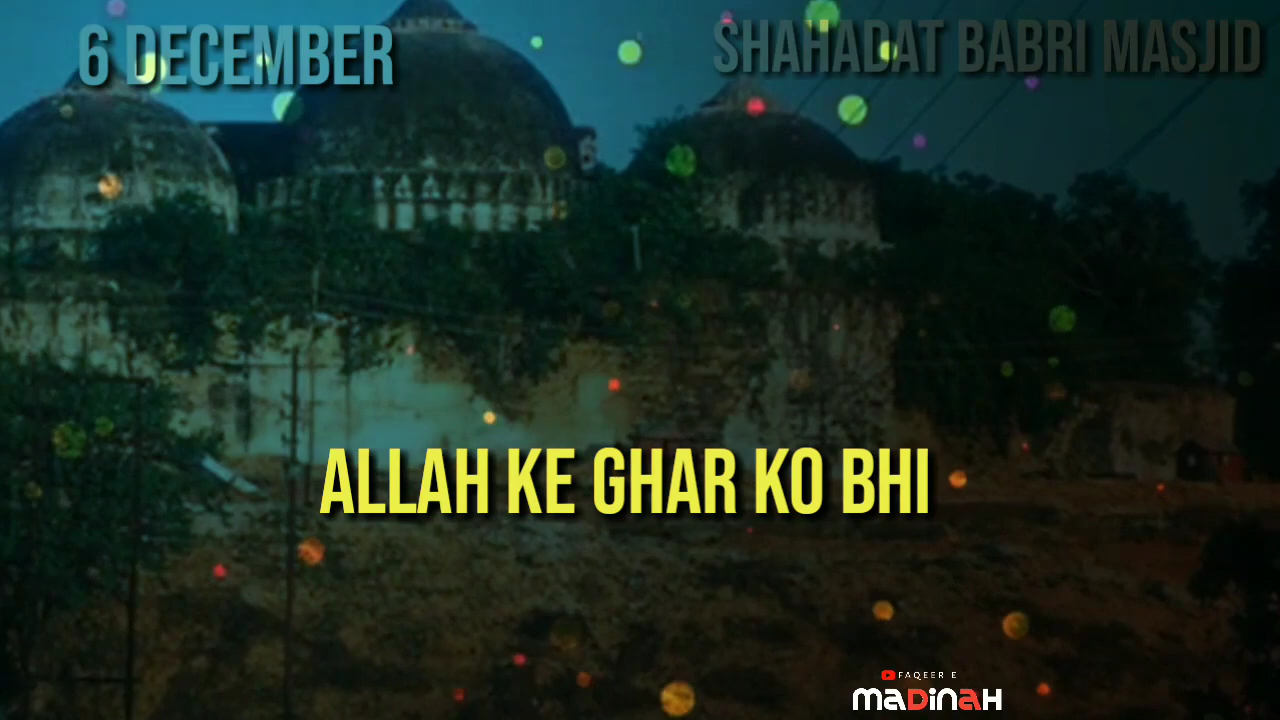 6 DECEMBER
SHAHADAT BABRI MASJID
ALLAH KE GHAR KO BHI
FAQEER E
MADINAH